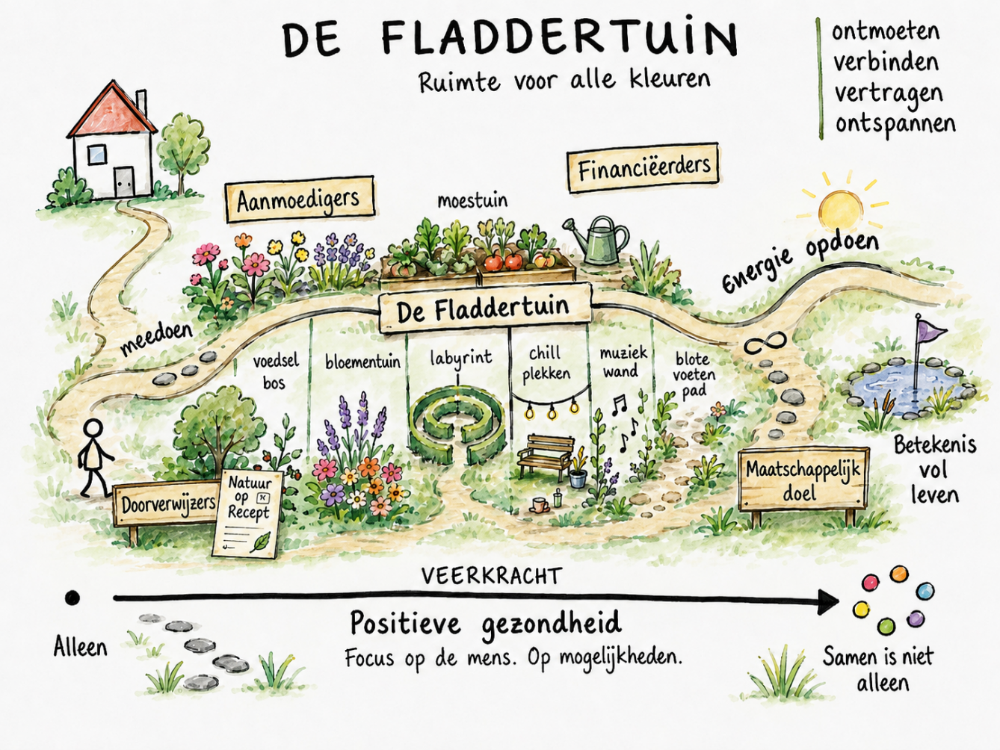 DE FLADDERTUiN
Ruimte voor alle kleuren
ontmoeten
verbinden
vertragen
ontspannen
Aanmoedigers
moestuin
Financiëerders
Energie opdoen
De Fladdertuin
meedoen
voedsel
bos
bloementuin
labyrint
chill
plekken
muziek
wand
blote
voeten
pad
Doorverwijzers
Natuur
op
Recept
Maatschappelijk
doel
Betekenis
vol
leven
VEERKRACHT
Alleen
Positieve gezondheid
Focus op de mens. Op mogelijkheden.
Samen is niet
alleen